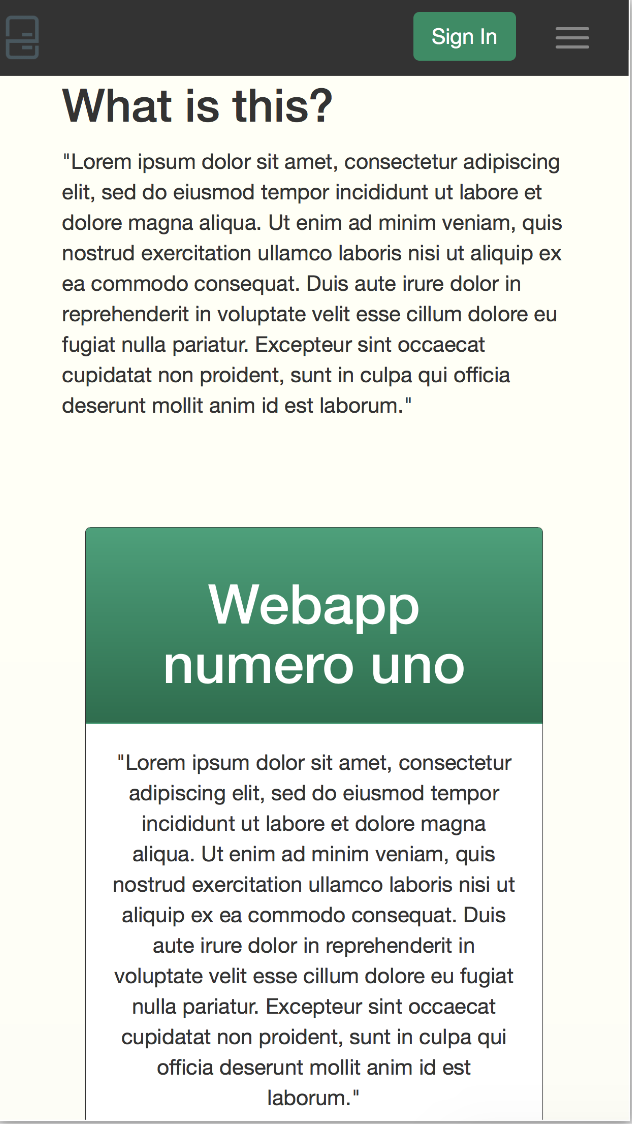 Sign In
What is this?
"Lorem ipsum dolor sit amet, consectetur adipiscing
elit, sed do eiusmod tempor incididunt ut labore et
dolore magna aliqua. Ut enim ad minim veniam, quis
nostrud exercitation ullamco laboris nisi ut aliquip ex
ea commodo consequat. Duis aute irure dolor in
reprehenderit in voluptate velit esse cillum dolore eu
fugiat nulla pariatur. Excepteur sint occaecat
cupidatat non proident, sunt in culpa qui officia
deserunt mollit anim id est laborum."
Webapp
numero uno
"Lorem ipsum dolor sit amet, consectetur
adipiscing elit, sed do eiusmod tempor
incididunt ut labore et dolore magna
aliqua. Ut enim ad minim veniam, quis
nostrud exercitation ullamco laboris nisi ut
aliquip ex ea commodo consequat. Duis
aute irure dolor in reprehenderit in
voluptate velit esse cillum dolore eu fugiat
nulla pariatur. Excepteur sint occaecat
cupidatat non proident, sunt in culpa qui
officia deserunt mollit anim id est
laborum."